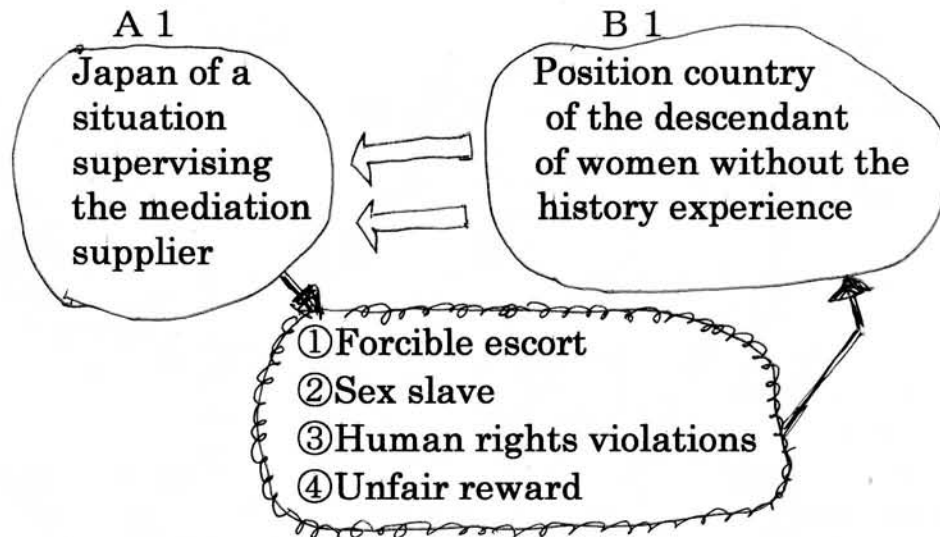 A 1
Japan of a
situation
supervising
the mediation
supplier
B 1
Position country
of the descendant
of women without the
history experience
①Forcible escort
②Sex slave
③Human rights violations
④Unfair reward